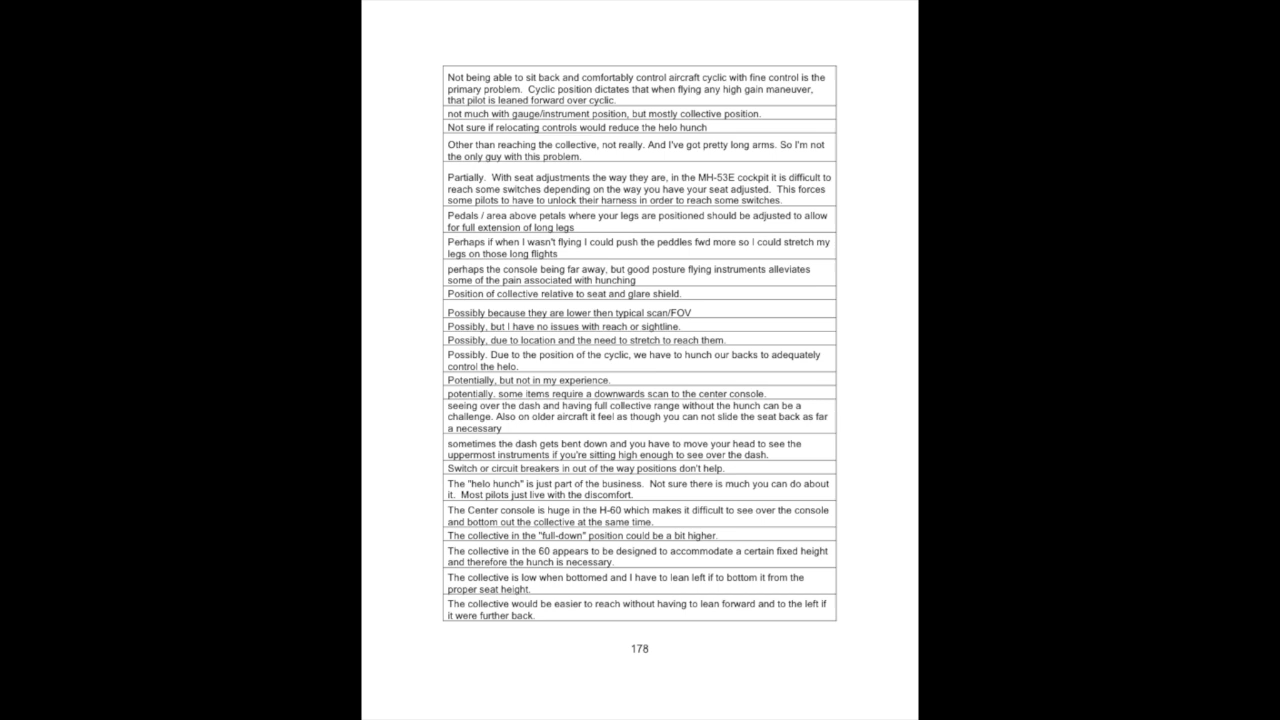 Not being able to sit back and comfortably control aircraft cyclic with fine control is the
primary problem.  Cyclic position dictates that when flying any high gain maneuver,
that pilot is leaned forward over cyclic.
not much with gauge/instrument position, but mostly collective position.
Not sure if relocating controls would reduce the helo hunch
Other than reaching the collective, not really. And I've got pretty long arms. So I'm not
the only guy with this problem.
Partially.  With seat adjustments the way they are, in the MH-53E cockpit it is difficult to
reach some switches depending on the way you have your seat adjusted.  This forces
some pilots to have to unlock their harness in order to reach some switches.
Pedals / area above petals where your legs are positioned should be adjusted to allow
for full extension of long legs
Perhaps if when I wasn't flying I could push the peddles fwd more so I could stretch my
legs on those long flights
perhaps the console being far away, but good posture flying instruments alleviates
some of the pain associated with hunching
Position of collective relative to seat and glare shield.
Possibly because they are lower then typical scan/FOV
Possibly, but I have no issues with reach or sightline.
Possibly, due to location and the need to stretch to reach them.
Possibly. Due to the position of the cyclic, we have to hunch our backs to adequately
control the helo.
Potentially, but not in my experience.
potentially. some items require a downwards scan to the center console.
seeing over the dash and having full collective range without the hunch can be a
challenge. Also on older aircraft it feel as though you can not slide the seat back as far
a necessary
sometimes the dash gets bent down and you have to move your head to see the
uppermost instruments if you're sitting high enough to see over the dash.
Switch or circuit breakers in out of the way positions don't help.
The "helo hunch" is just part of the business.  Not sure there is much you can do about
it.  Most pilots just live with the discomfort.
The Center console is huge in the H-60 which makes it difficult to see over the console
and bottom out the collective at the same time.
The collective in the "full-down" position could be a bit higher.
The collective in the 60 appears to be designed to accommodate a certain fixed height
and therefore the hunch is necessary.
The collective is low when bottomed and I have to lean left if to bottom it from the
proper seat height.
The collective would be easier to reach without having to lean forward and to the left if
it were further back.
178